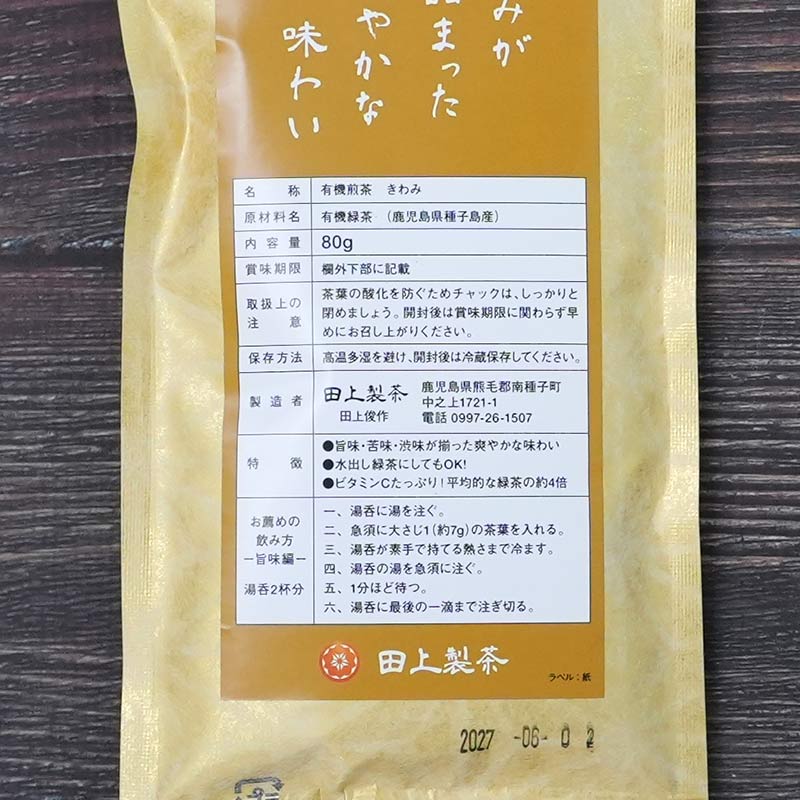 みが
まった
やかな
味わい
名称 有機煎茶 きわみ
原材料名 有機緑茶 (鹿児島県種子島産)
内容量 80g
賞味期限 欄外下部に記載
取扱上の注意 茶葉の酸化を防ぐためチャックは、しっかりと
閉めましょう。開封後は賞味期限に関わらず早
めにお召し上がりください。
保存方法 高温多湿を避け、開封後は冷蔵保存してください。
製造者 田上製茶 田上俊作
鹿児島県熊毛郡南種子町
中之上1721-1
電話 0997-26-1507
特徴 ●旨味・苦味・渋味が揃った爽やかな味わい
●水出し緑茶にしてもOK!
●ビタミンCたっぷり!平均的な緑茶の約4倍
お薦めの
飲み方
ー旨味編ー
湯呑2杯分
一、湯呑に湯を注ぐ。
二、急須に大さじ1(約7g)の茶葉を入れる。
三、湯呑が素手で持てる熱さまで冷ます。
四、湯呑の湯を急須に注ぐ。
五、1分ほど待つ。
六、湯呑に最後の一滴まで注ぎ切る。
田上製茶
ラベル:紙
2027 -06- 02